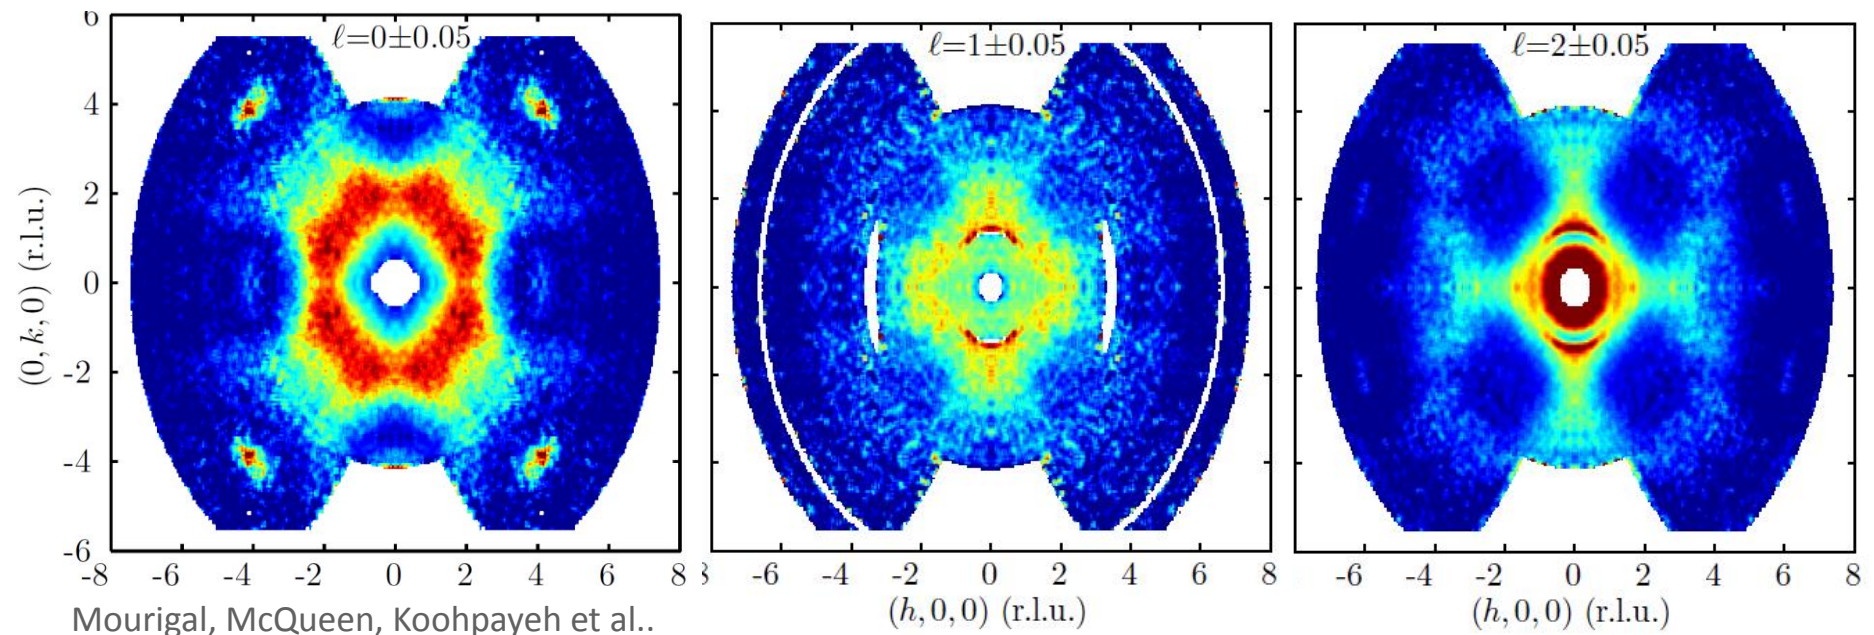 ℓ=0±0.05
ℓ=1±0.05
ℓ=2±0.05
(0, k, 0) (r.l.u.)
6
4
2
0
-2
-4
-6
-8 -6 -4 -2 0 2 4 6 8
-6 -4 -2 0 2 4 6 8
-6 -4 -2 0 2 4 6 8
(h, 0, 0) (r.l.u.)
(h, 0, 0) (r.l.u.)
Mourigal, McQueen, Koohpayeh et al..